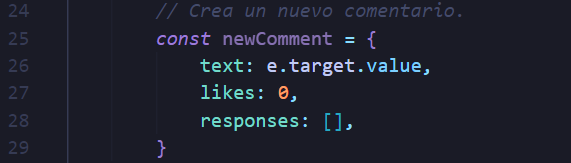 24 // Crea un nuevo comentario.
25 const newComment = {
26 text: e.target.value,
27 likes: 0,
28 responses: [],
29 }